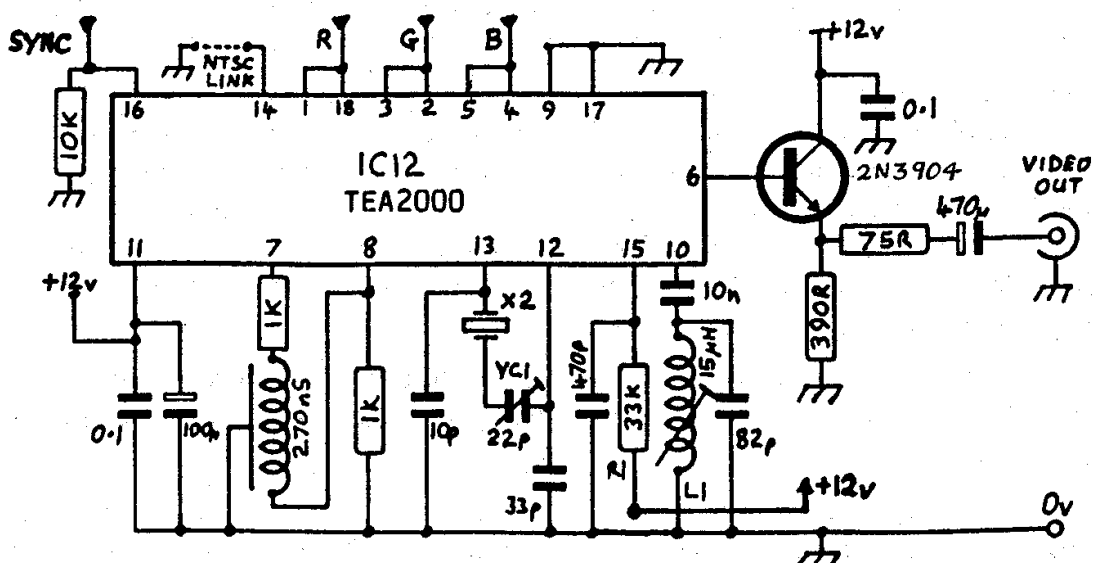 SYNC
R
G
B
+12v
NTSC
LINK
16
14
1
18
3
2
5
4
9
17
0.1
10K
IC12
TEA2000
6
2N3904
VIDEO
OUT
470µ
75R
11
7
8
13
12
15
10
+12v
1K
X2
10n
390R
15µH
VC1
470p
270nS
1K
33K
0.1
100µ
10p
22p
82p
R
33p
L1
+12v
0v